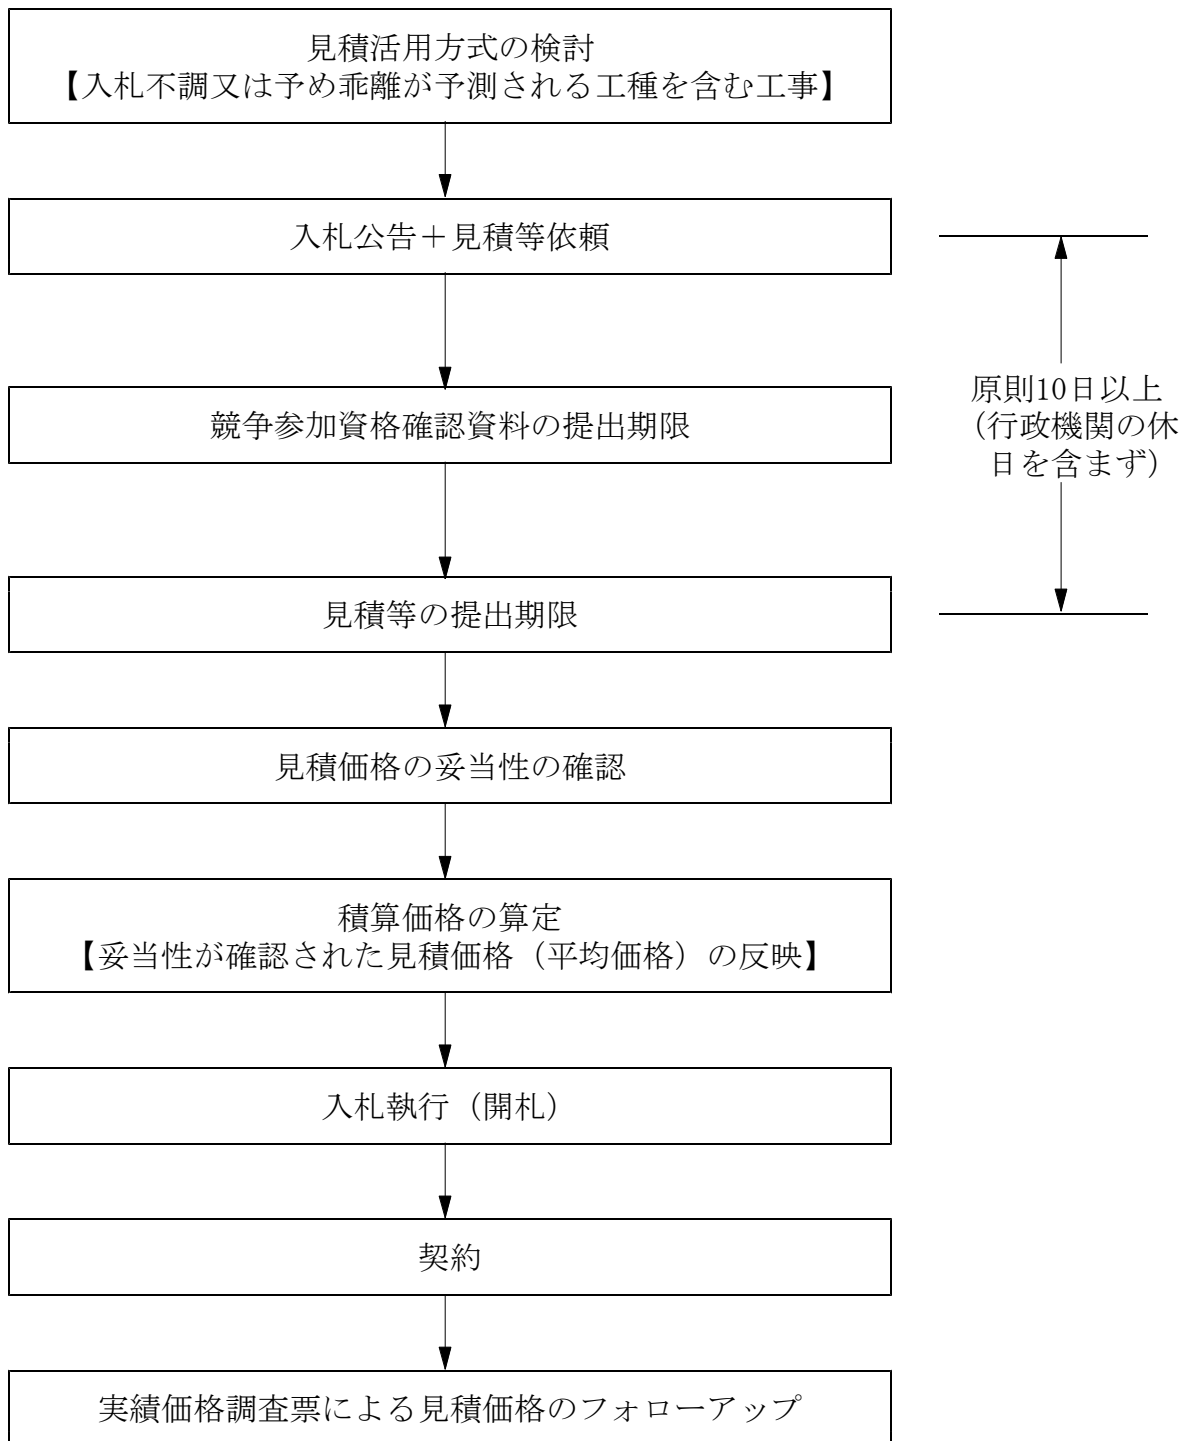 見積活用方式の検討
【入札不調又は予め乖離が予測される工種を含む工事】
入札公告＋見積等依頼
競争参加資格確認資料の提出期限
見積等の提出期限
原則10日以上
（行政機関の休
日を含まず）
見積価格の妥当性の確認
積算価格の算定
【妥当性が確認された見積価格（平均価格）の反映】
入札執行（開札）
契約
実績価格調査票による見積価格のフォローアップ